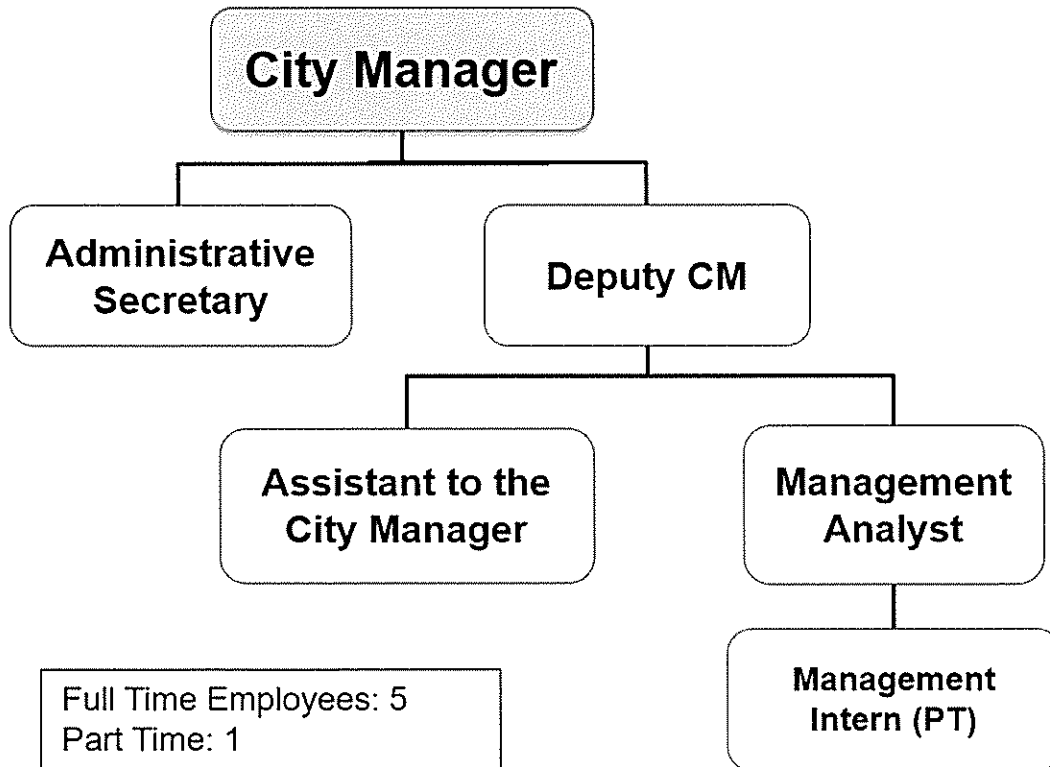 City Manager
Administrative
Secretary
Deputy CM
Assistant to the
City Manager
Management
Analyst
Management
Intern (PT)
Full Time Employees: 5
Part Time: 1